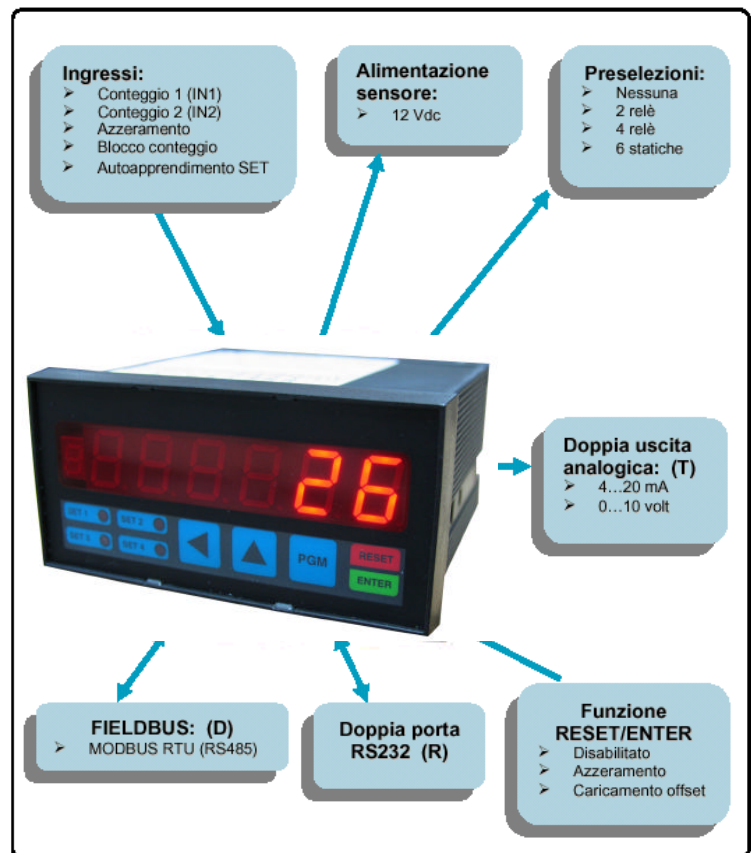 Ingressi:
Conteggio 1 (IN1)
Conteggio 2 (IN2)
Azzeramento
Blocco conteggio
Autoapprendimento SET
Alimentazione
sensore:
12 Vdc
Preselezioni:
Nessuna
2 relè
4 relè
6 statiche
26
SET 1
SET 2
SET 3
SET 4
PGM
RESET
ENTER
Doppia uscita
analogica: (T)
4...20 mA
0...10 volt
FIELDBUS: (D)
MODBUS RTU (RS485)
Doppia porta
RS232 (R)
Funzione
RESET/ENTER
Disabilitato
Azzeramento
Caricamento offset